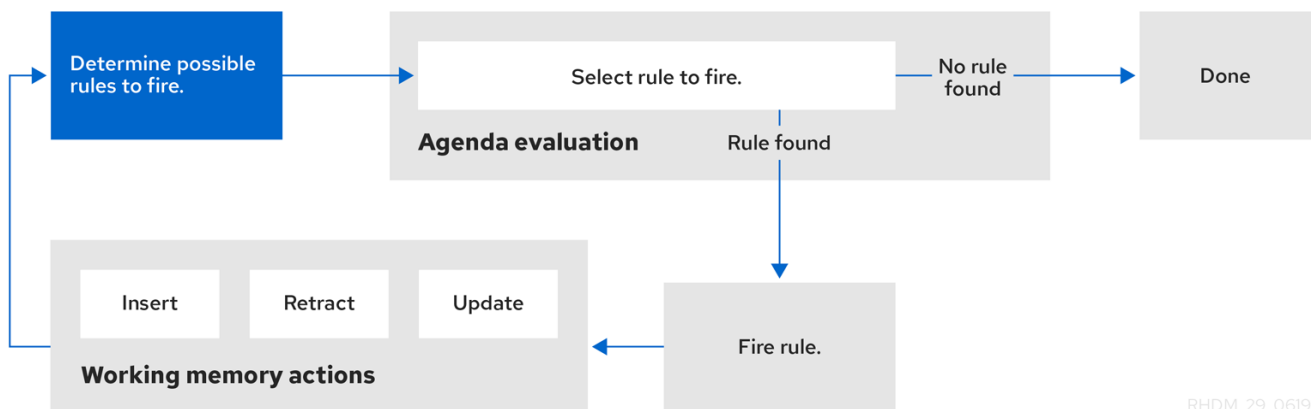 Determine possible
rules to fire.
Select rule to fire.
No rule
found
Done
Agenda evaluation
Rule found
Insert
Retract
Update
Fire rule.
Working memory actions
RHDM_29_0619